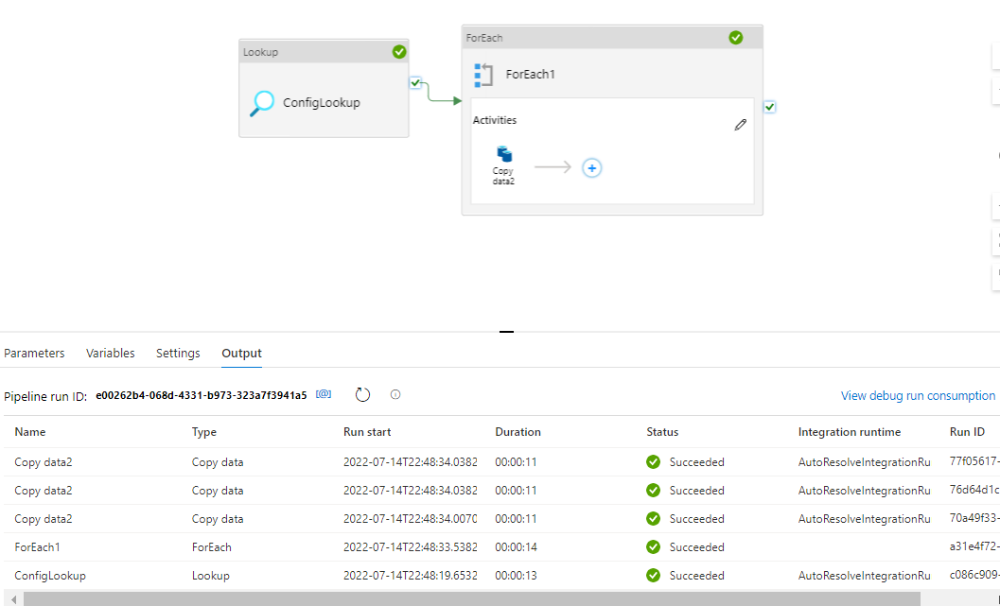 Lookup
ConfigLookup
ForEach
ForEach1
Activities
Copy
data2
Parameters Variables Settings Output
Pipeline run ID: e00262b4-068d-4331-b973-323a7f3941a5 [@] View debug run consumption
Name Type Run start Duration Status Integration runtime Run ID
Copy data2 Copy data 2022-07-14T22:48:34.0382 00:00:11 Succeeded AutoResolveIntegrationRu 77f05617-
Copy data2 Copy data 2022-07-14T22:48:34.0382 00:00:11 Succeeded AutoResolveIntegrationRu 76d64d1c
Copy data2 Copy data 2022-07-14T22:48:34.0070 00:00:11 Succeeded AutoResolveIntegrationRu 70a49f33-
ForEach1 ForEach 2022-07-14T22:48:33.5382 00:00:14 Succeeded a31e4f72-
ConfigLookup Lookup 2022-07-14T22:48:19.6532 00:00:13 Succeeded AutoResolveIntegrationRu c086c909-